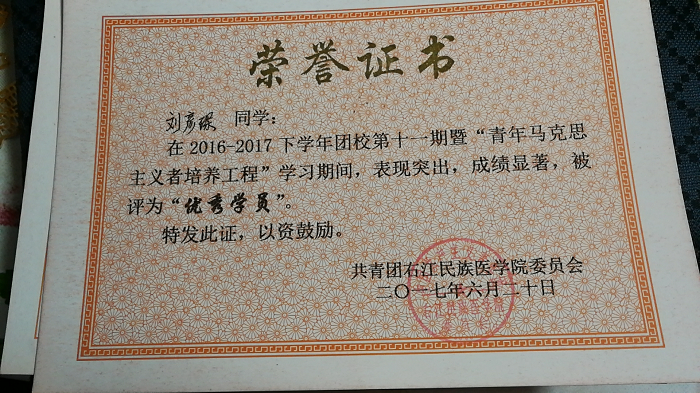 荣誉证书
刘彦 同学：
在 2016-2017 下学年团校第十一期暨“青年马克思
主义者培养工程”学习期间，表现突出，成绩显著，被
评为“优秀学员”。
特发此证，以资鼓励。
共青团右江民族医学院委员会
二〇一七年六月二十日